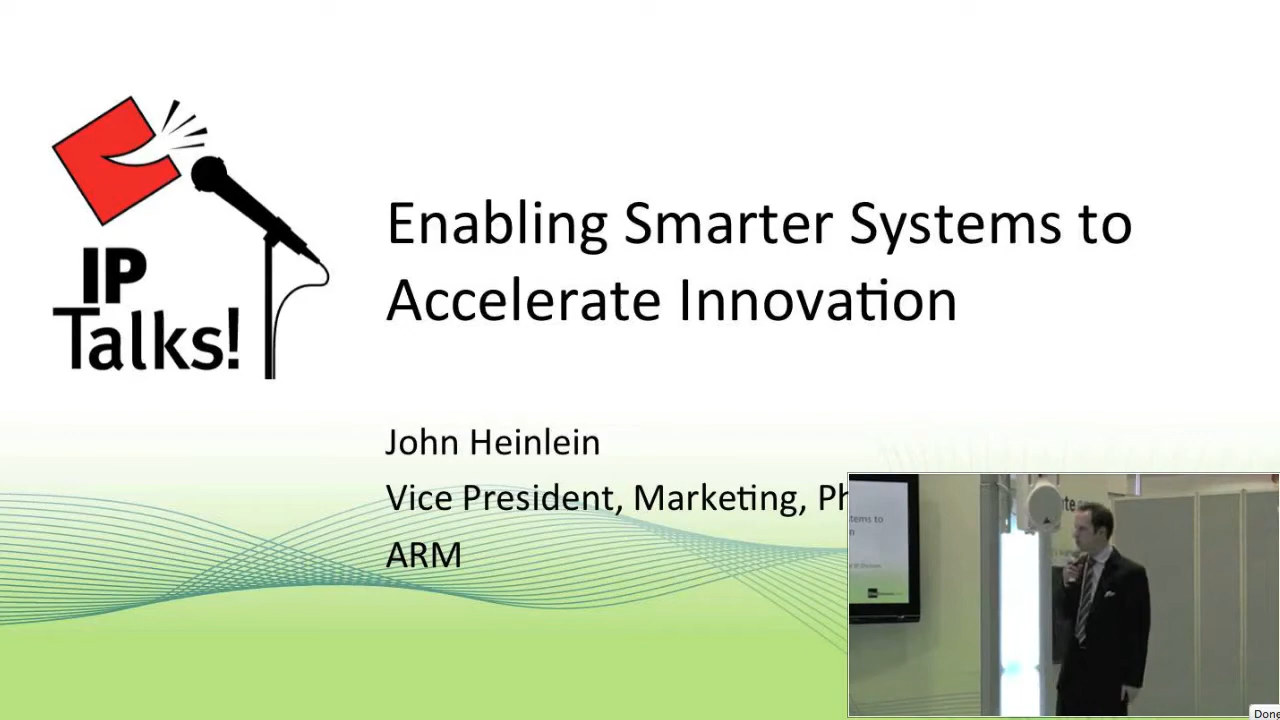 IP
Talks!
Enabling Smarter Systems to
Accelerate Innovation
John Heinlein
Vice President, Marketing, Ph
ARM
Done